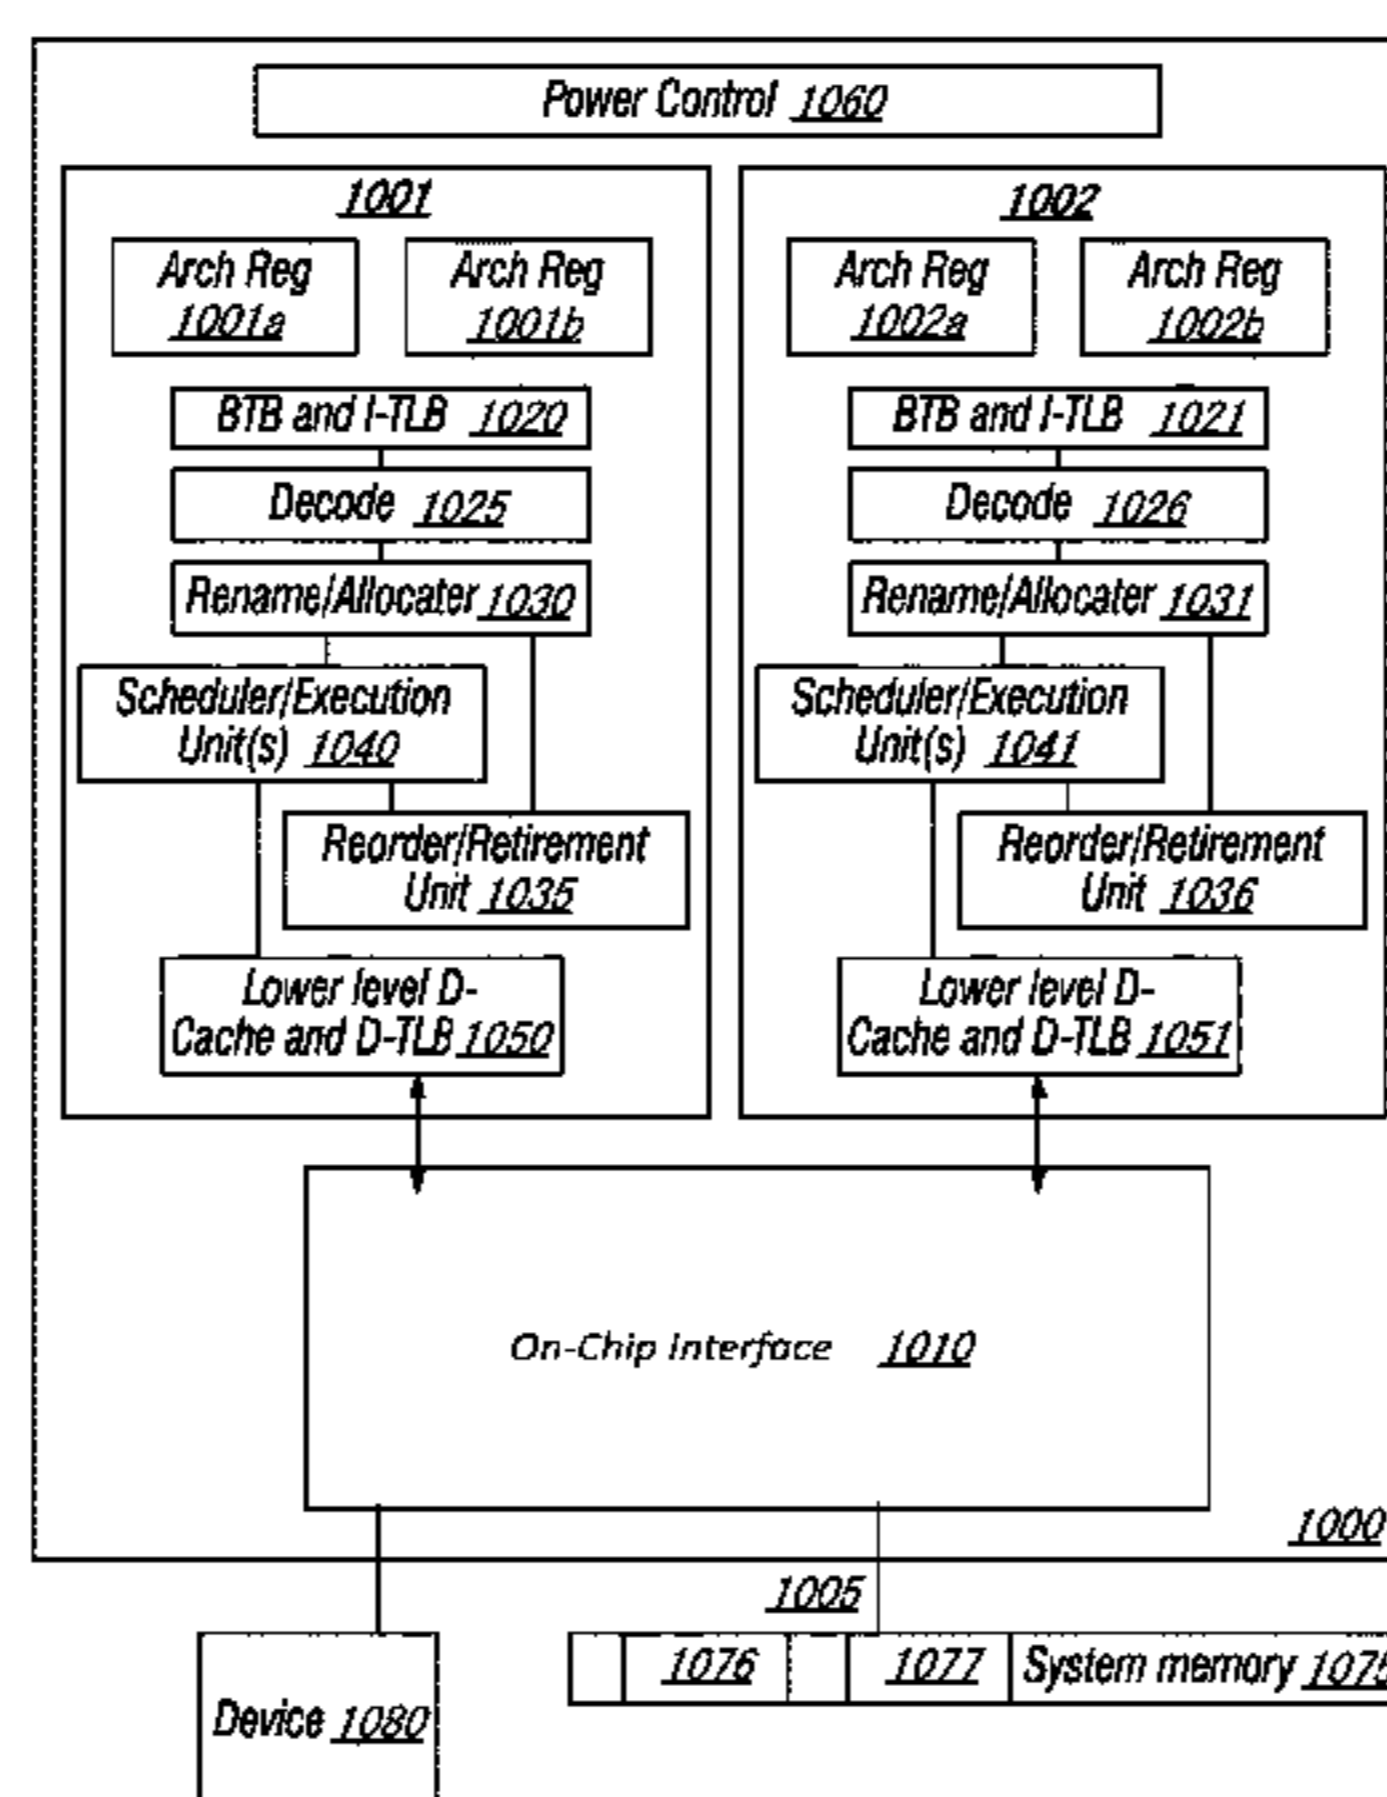 Power Control 1060
1001
Arch Reg
1001a
Arch Reg
1001b
BTB and I-TLB 1020
Decode 1025
Rename/Allocater 1030
Scheduler/Execution
Unit(s) 1040
Reorder/Retirement
Unit 1035
Lower level D-
Cache and D-TLB 1050
1002
Arch Reg
1002a
Arch Reg
1002b
BTB and I-TLB 1021
Decode 1026
Rename/Allocater 1031
Scheduler/Execution
Unit(s) 1041
Reorder/Retirement
Unit 1036
Lower level D-
Cache and D-TLB 1051
On-Chip Interface 1010
1000
1005
1076
1077
System memory 1075
Device 1080